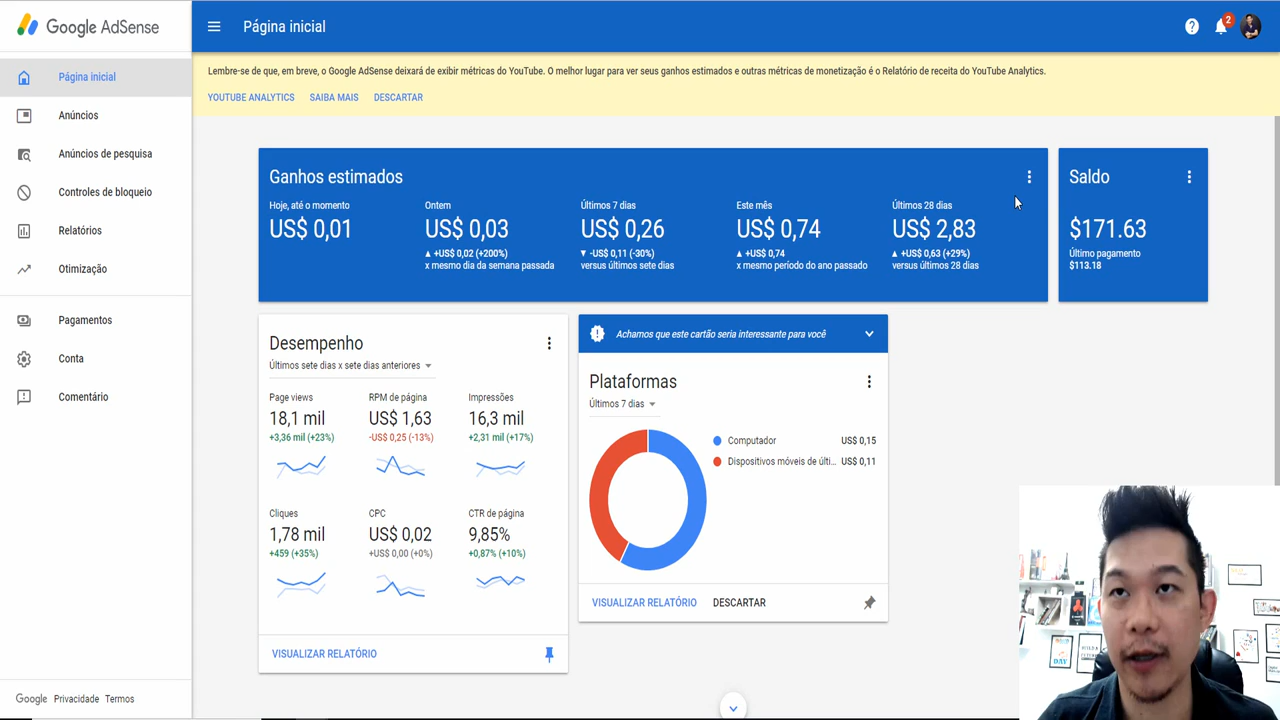 Google AdSense
Página inicial
2
Página inicial
Anúncios
Anúncios de pesquisa
Controles de bloqueio
Relatórios
Otimização
Pagamentos
Conta
Comentário
Google Privacidade Termos
Lembre-se de que, em breve, o Google AdSense deixará de exibir métricas do YouTube. O melhor lugar para ver seus ganhos estimados e outras métricas de monetização é o Relatório de receita do YouTube Analytics.
YOUTUBE ANALYTICS SAIBA MAIS DESCARTAR
Ganhos estimados
Hoje, até o momento
US$ 0,01
Ontem
US$ 0,03
+US$ 0,02 (+200%)
x mesmo dia da semana passada
Últimos 7 dias
US$ 0,26
-US$ 0,11 (-30%)
versus últimos sete dias
Este mês
US$ 0,74
+US$ 0,74
x mesmo período do ano passado
Últimos 28 dias
US$ 2,83
+US$ 0,63 (+29%)
versus últimos 28 dias
Saldo
$171.63
Último pagamento
$113.18
Desempenho
Últimos sete dias x sete dias anteriores
Page views
18,1 mil
+3,36 mil (+23%)
RPM de página
US$ 1,63
-US$ 0,25 (-13%)
Impressões
16,3 mil
+2,31 mil (+17%)
Cliques
1,78 mil
+459 (+35%)
CPC
US$ 0,02
+US$ 0,00 (+0%)
CTR de página
9,85%
+0,87% (+10%)
VISUALIZAR RELATÓRIO
Achamos que este cartão seria interessante para você
Plataformas
Últimos 7 dias
Computador US$ 0,15
Dispositivos móveis de últi... US$ 0,11
VISUALIZAR RELATÓRIO DESCARTAR
DAY